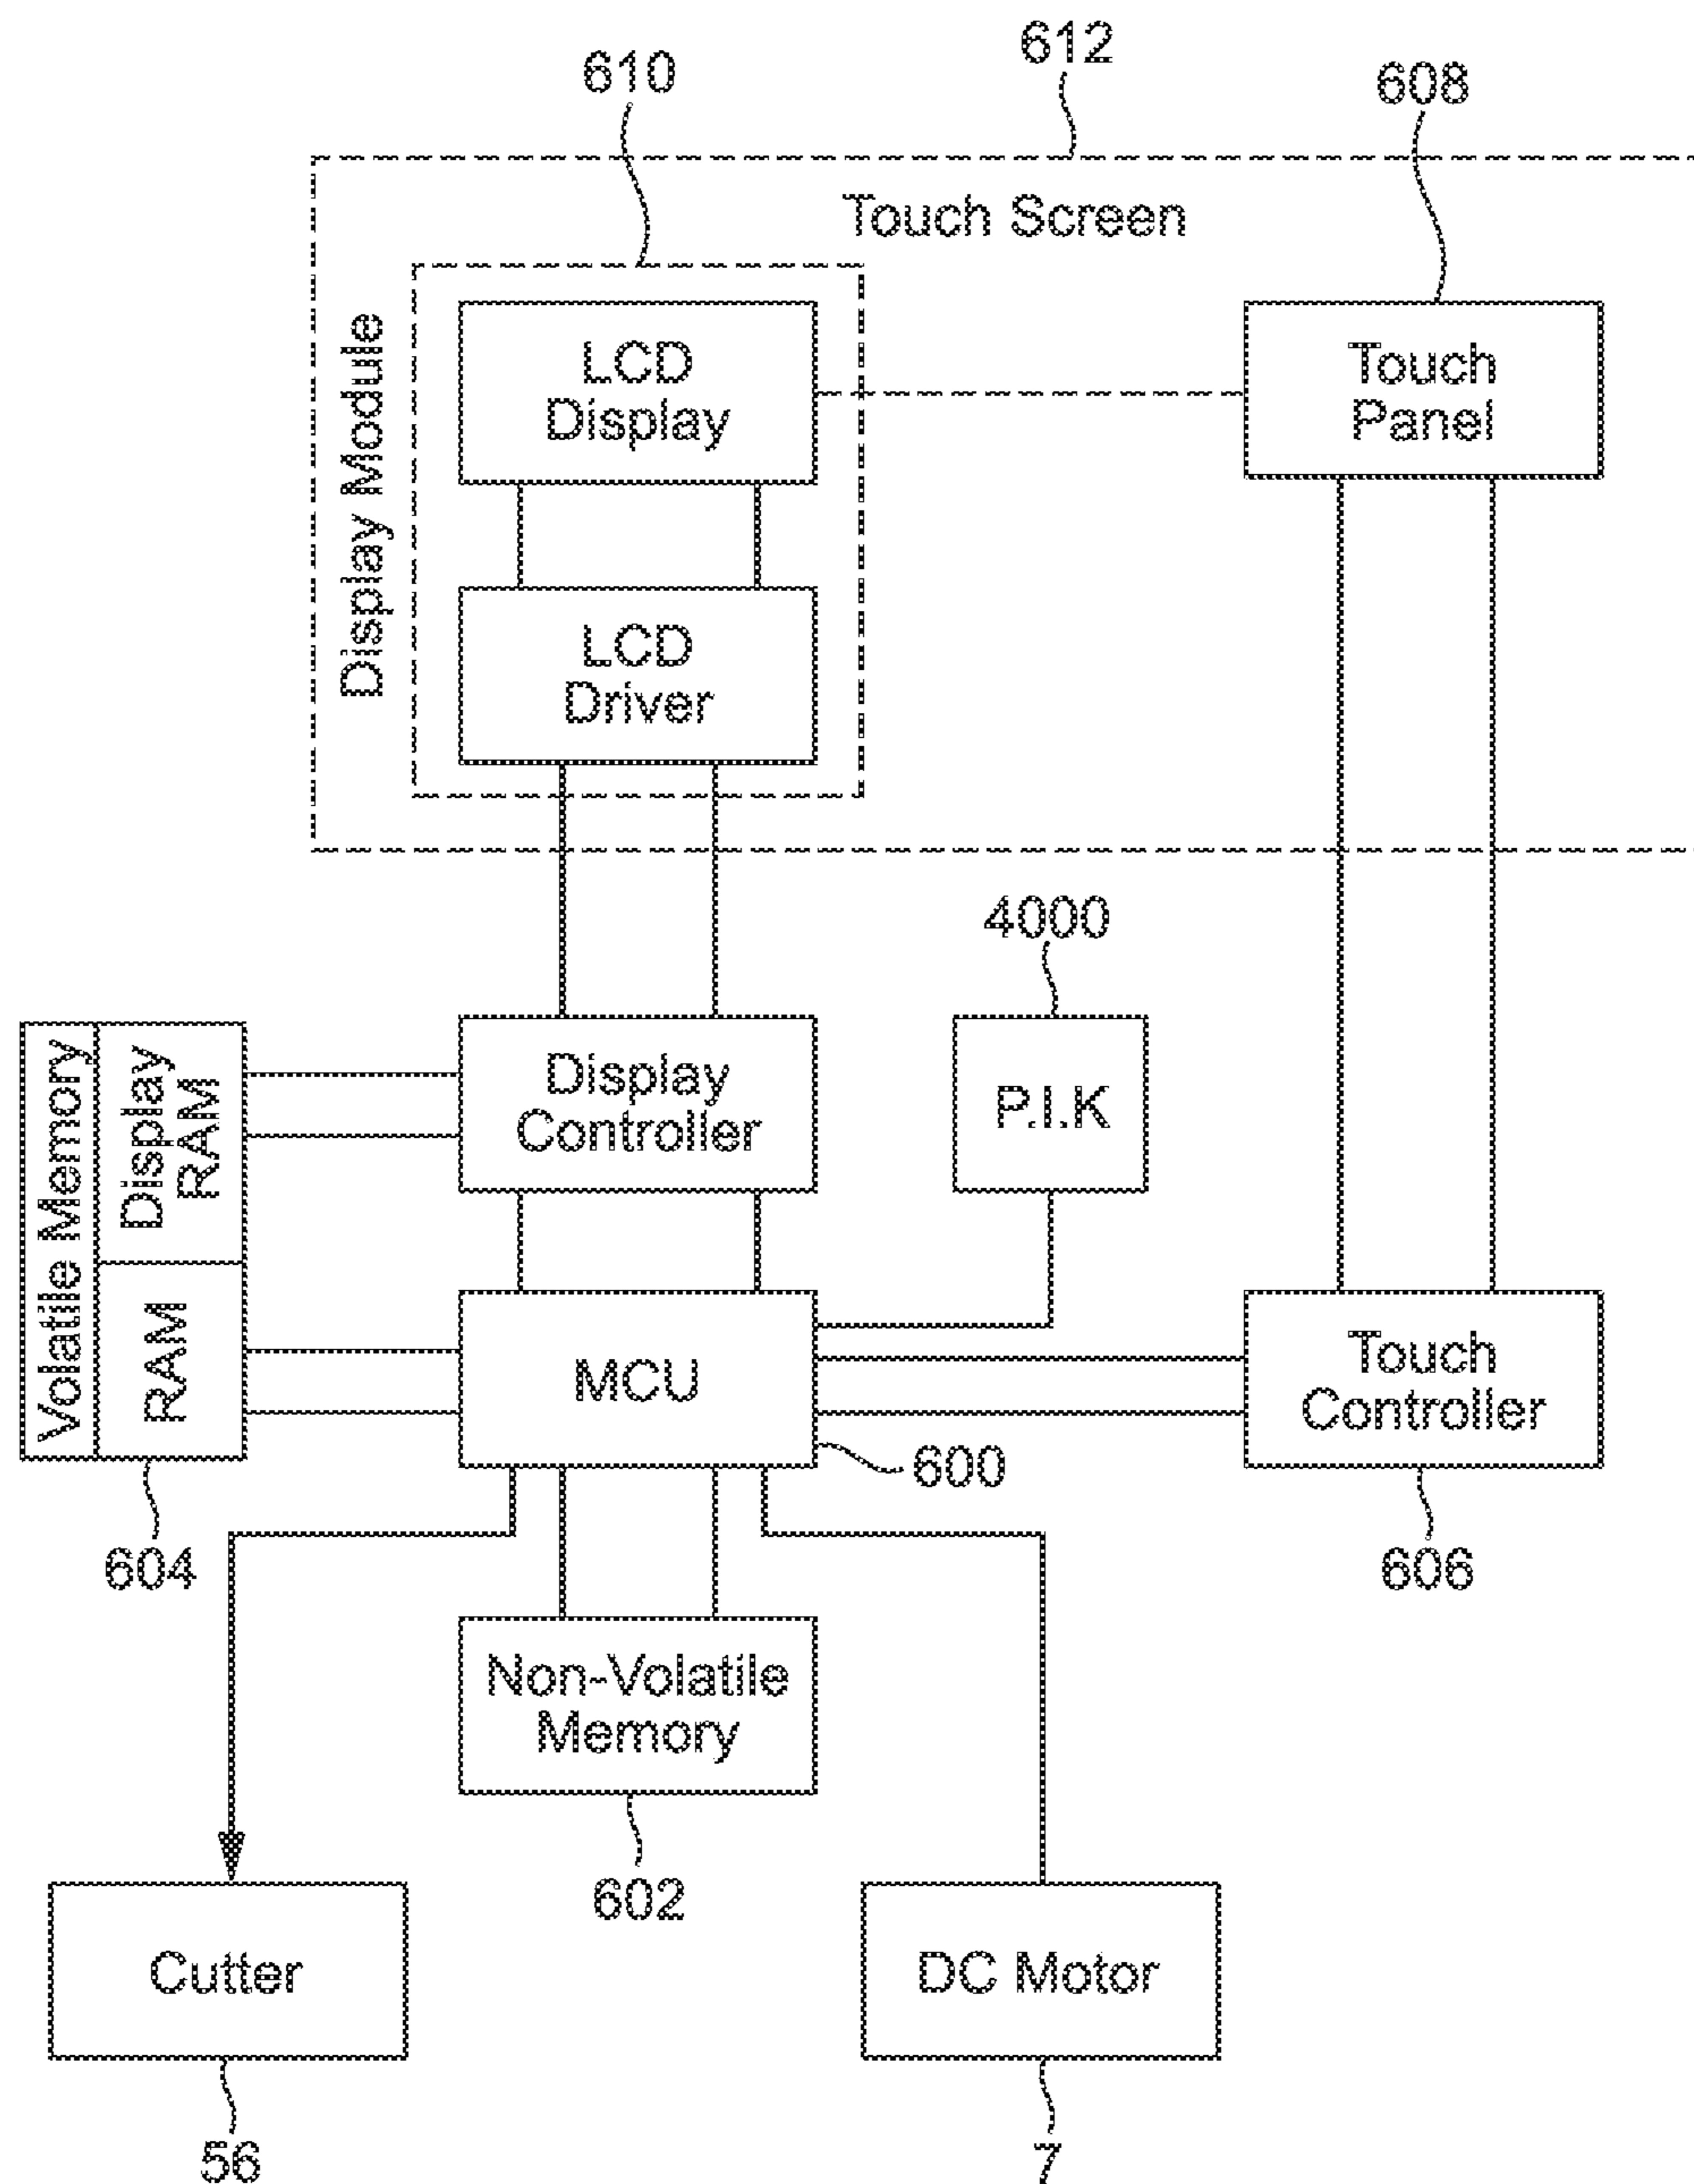 612
610
608
Touch Screen
Display Module
LCD
Display
Touch
Panel
LCD
Driver
4000
Volatile Memory
Display
RAM
Display
Controller
P.I.K
RAM
MCU
Touch
Controller
600
604
606
Non-Volatile
Memory
602
Cutter
DC Motor
56
7